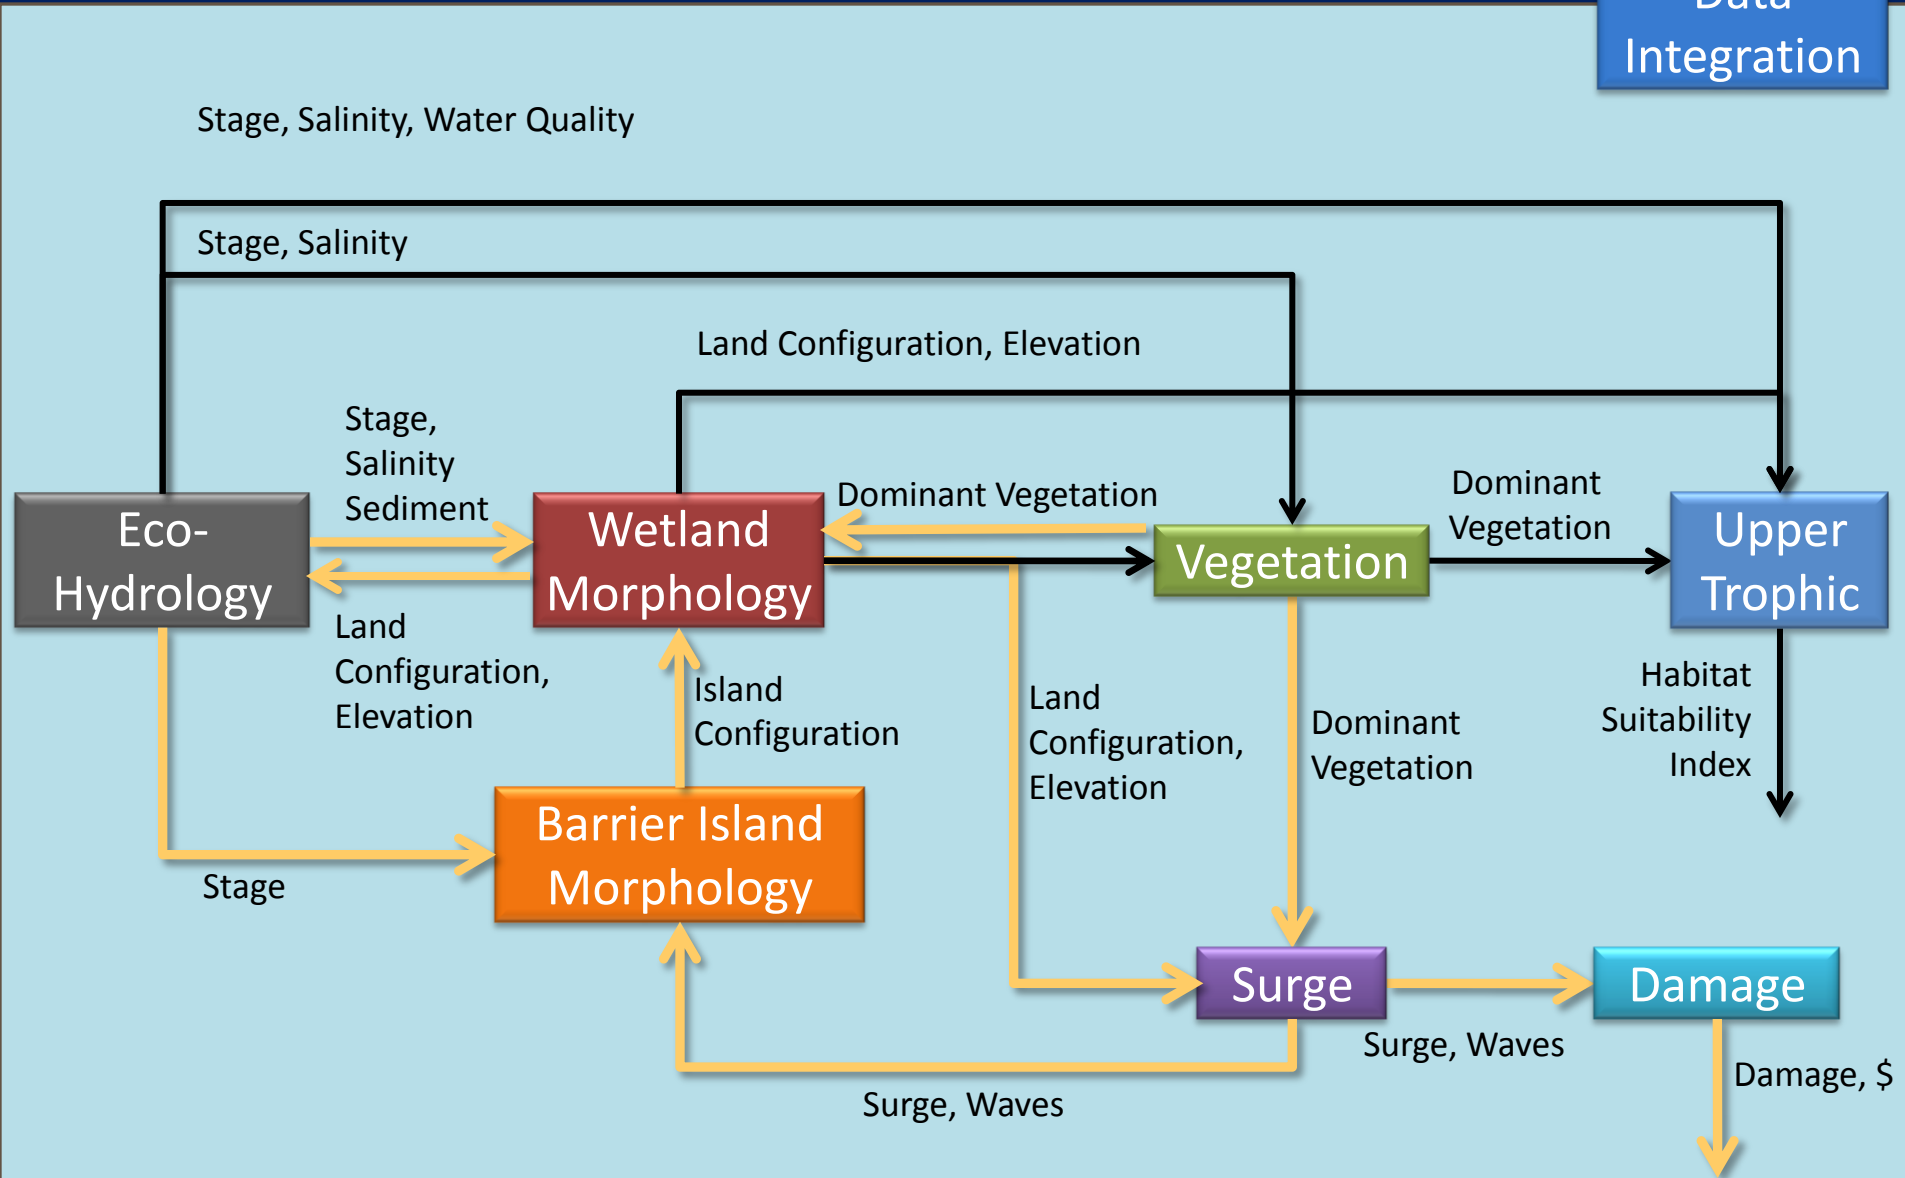 Data
Integration
Stage, Salinity, Water Quality
Stage, Salinity
Land Configuration, Elevation
Stage,
Salinity
Sediment
Dominant Vegetation
Dominant
Vegetation
Eco-
Hydrology
Wetland
Morphology
Vegetation
Upper
Trophic
Land
Configuration,
Elevation
Island
Configuration
Land
Configuration,
Elevation
Dominant
Vegetation
Habitat
Suitability
Index
Barrier Island
Morphology
Stage
Surge
Damage
Surge, Waves
Surge, Waves
Damage, $